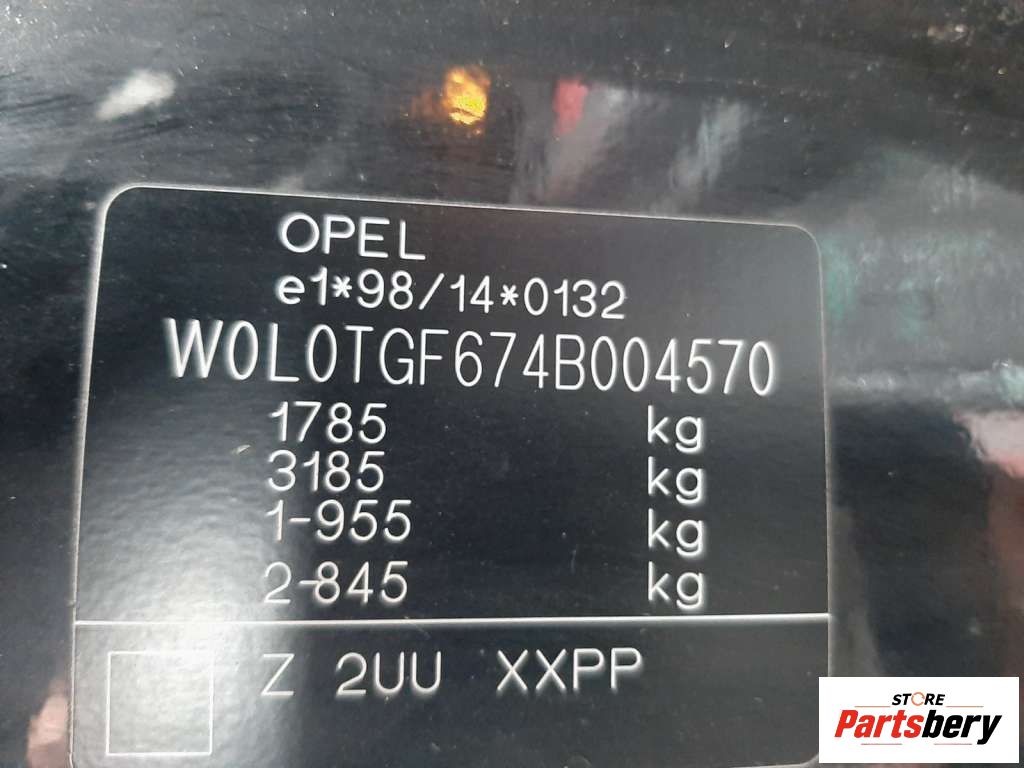 OPEL
e1*98/14*0132
W0L0TGF674B004570
1785 kg
3185 kg
1-955 kg
2-845 kg
Z 2UU XXPP
STORE
Partsbery